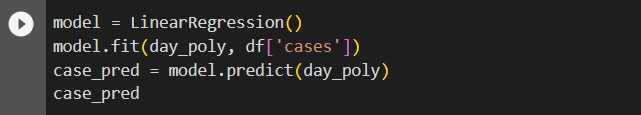 model = LinearRegression()
model.fit(day_poly, df['cases'])
case_pred = model.predict(day_poly)
case_pred